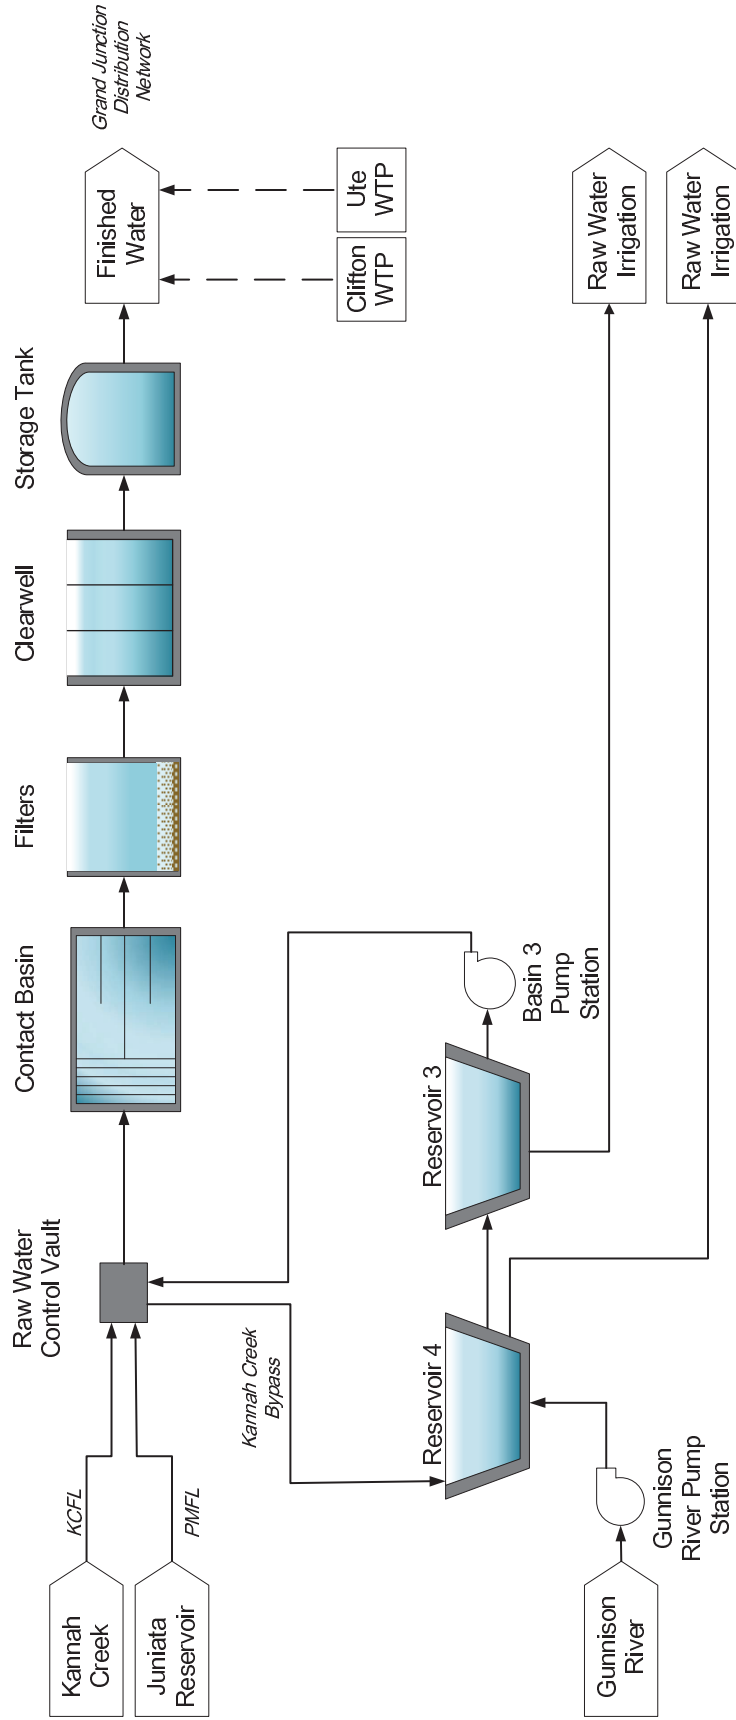 Kannah
Creek
Juniata
Reservoir
KCFL
PMFL
Raw Water
Control Vault
Contact Basin
Filters
Clearwell
Storage Tank
Finished
Water
Grand Junction
Distribution
Network
Clifton
WTP
Ute
WTP
Kannah Creek
Bypass
Reservoir 4
Reservoir 3
Basin 3
Pump
Station
Gunnison
River
Gunnison
River Pump
Station
Raw Water
Irrigation
Raw Water
Irrigation